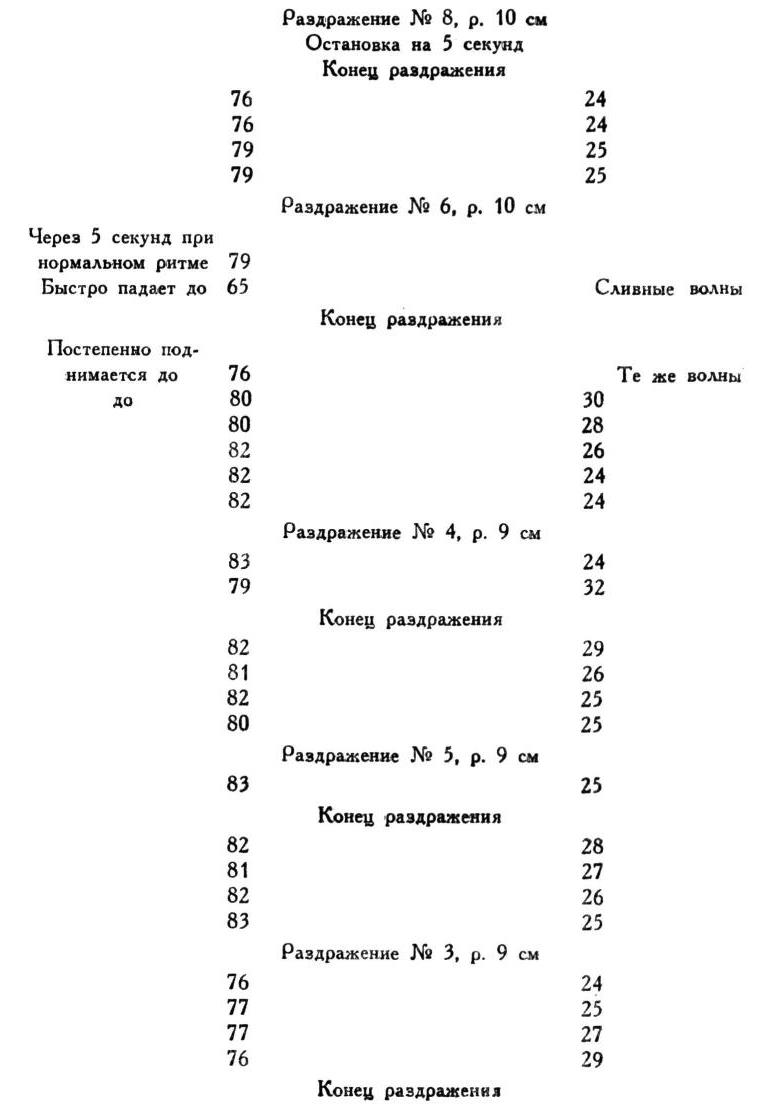 Раздражение № 8, р. 10 см
Остановка на 5 секунд
Конец раздражения
76 24
76 24
79 25
79 25
Раздражение № 6, р. 10 см
Через 5 секунд при
нормальном ритме 79
Быстро падает до 65 Сливные волны
Конец раздражения
Постепенно под-
нимается до 76 Те же волны
до 80 30
80 28
82 26
82 24
82 24
Раздражение № 4, р. 9 см
83 24
79 32
Конец раздражения
82 29
81 26
82 25
80 25
Раздражение № 5, р. 9 см
83 25
Конец раздражения
82 28
81 27
82 26
83 25
Раздражение № 3, р. 9 см
76 24
77 25
77 27
76 29
Конец раздражения